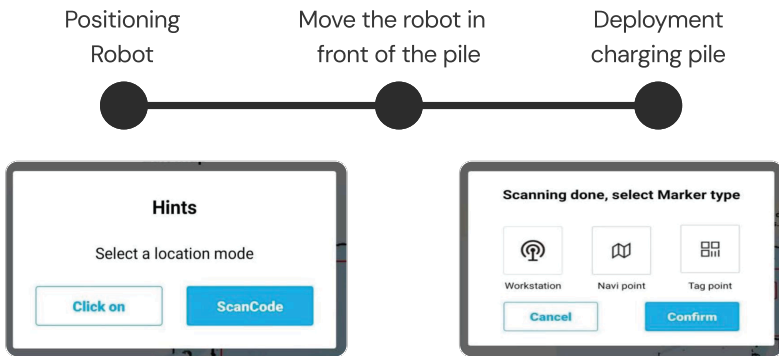 Positioning
Robot
Move the robot in
front of the pile
Deployment
charging pile
Hints
Select a location mode
Click on
ScanCode
Scanning done, select Marker type
Workstation
Navi point
Tag point
Cancel
Confirm